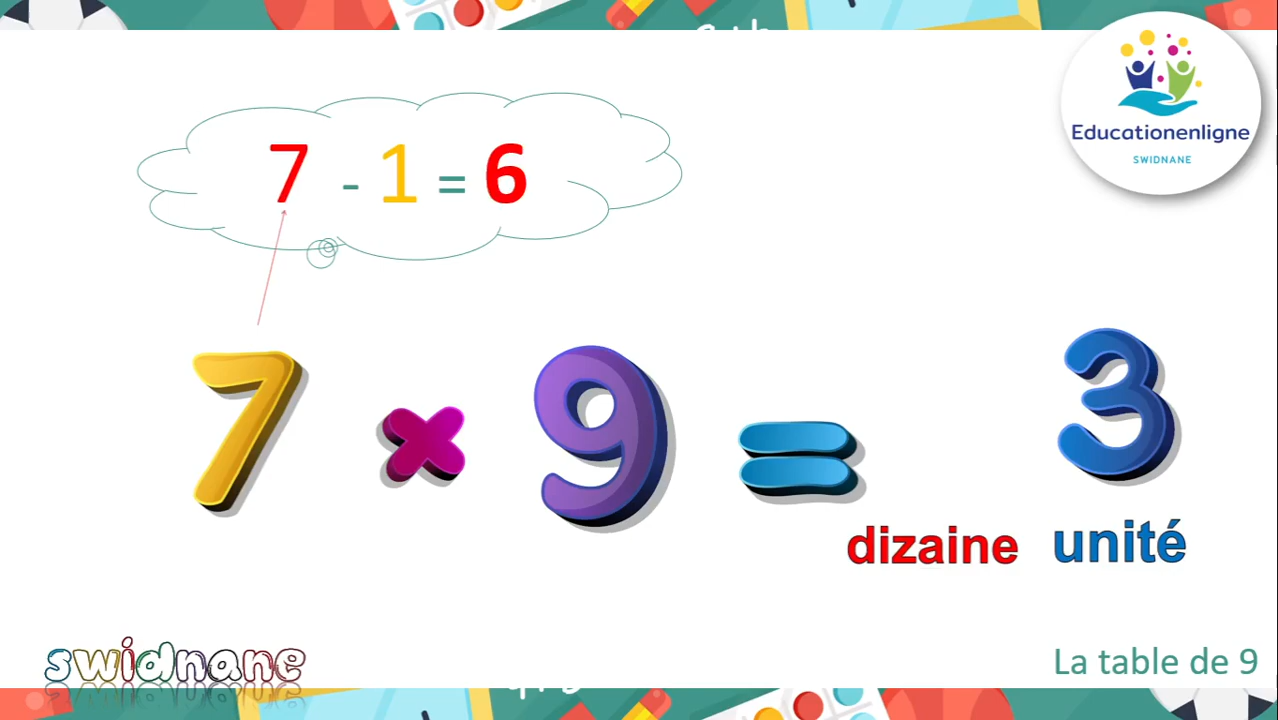 Educationenligne
SWIDNANE
7 - 1 = 6
7 × 9 = 3
dizaine unité
swidnane
La table de 9